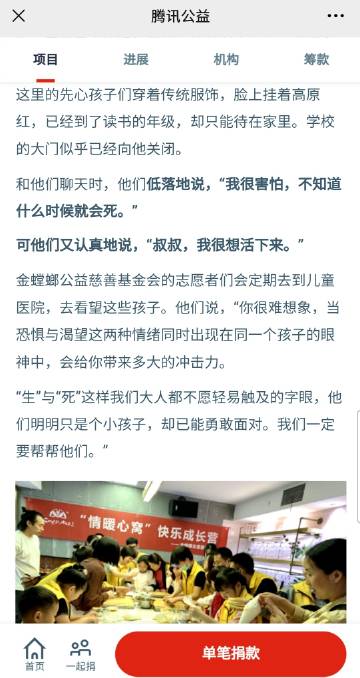 腾讯公益
项目
进展
机构
筹款
这里的先心孩子们穿着传统服饰，脸上挂着高原
红，已经到了读书的年级，却只能待在家里。学校
的大门似乎已经向他关闭。
和他们聊天时，他们低落地说，“我很害怕，不知道
什么时候就会死。”
可他们又认真地说，“叔叔，我很想活下来。”
金螳螂公益慈善基金会的志愿者们会定期去到儿童
医院，去看望这些孩子。他们说，“你很难想象，当
恐惧与渴望这两种情绪同时出现在同一个孩子的眼
神中，会给你带来多大的冲击力。
“生”与“死”这样我们大人都不愿轻易触及的字眼，他
们明明只是个小孩子，却已能勇敢面对。我们一定
要帮帮他们。”
“情暖心窝”快乐成长营
首页
一起捐
单笔捐款